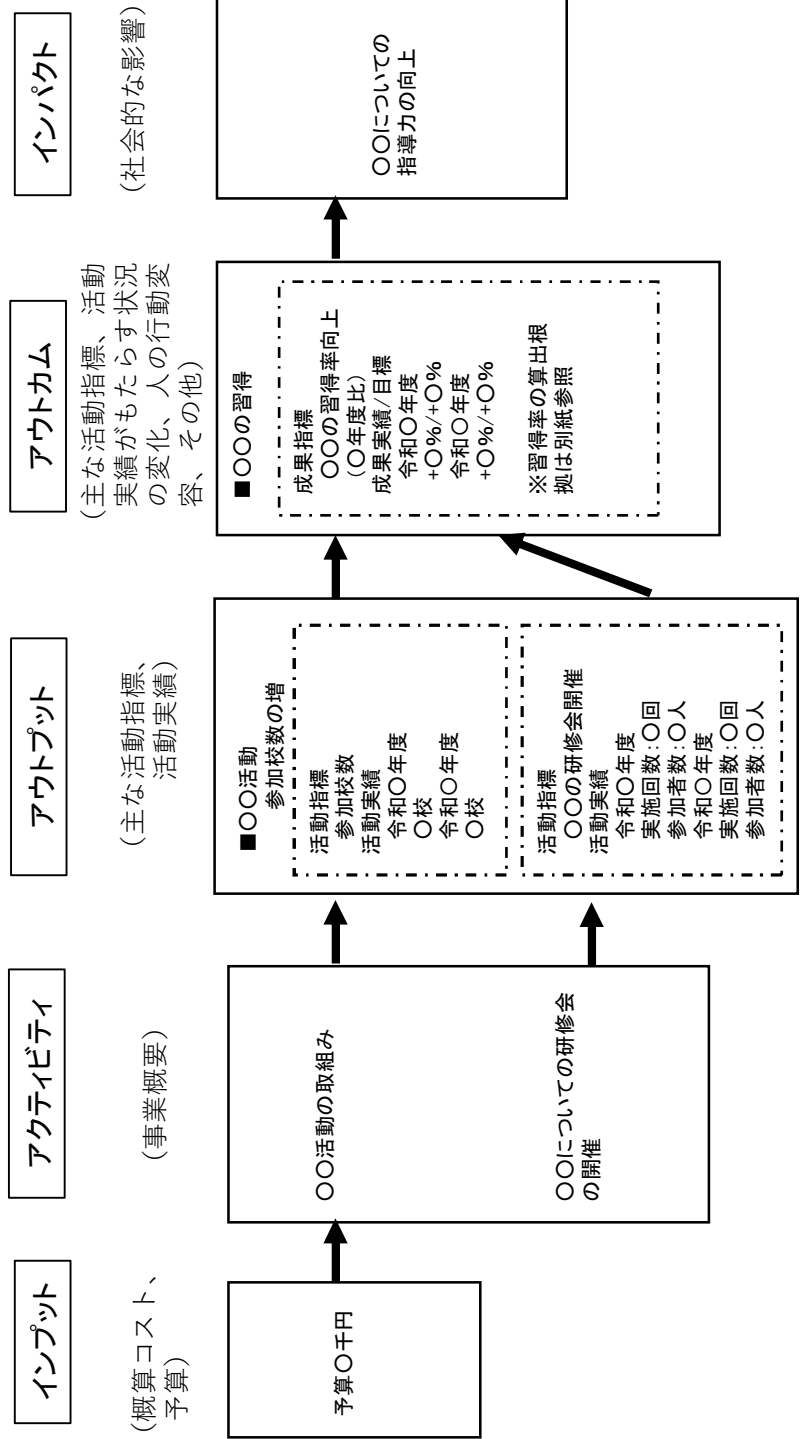 インプット
(概算コスト、
予算)
予算〇千円
アクティビティ
(事業概要)
〇〇活動の取組み
〇〇についての研修会
の開催
アウトプット
(主な活動指標、
活動実績)
■〇〇活動
参加校数の増
活動指標
参加校数
活動実績
令和〇年度
〇校
令和〇年度
〇校
活動指標
〇〇の研修会開催
活動実績
令和〇年度
実施回数:〇回
参加者数:〇人
令和〇年度
実施回数:〇回
参加者数:〇人
アウトカム
(主な活動指標、活動
実績がもたらす状況
の変化、人の行動変
容、その他)
■〇〇の習得
成果指標
〇〇の習得率向上
(〇年度比)
成果実績/目標
令和〇年度
+〇%/+〇%
令和〇年度
+〇%/+〇%
※習得率の算出根
拠は別紙参照
インパクト
(社会的な影響)
〇〇についての
指導力の向上